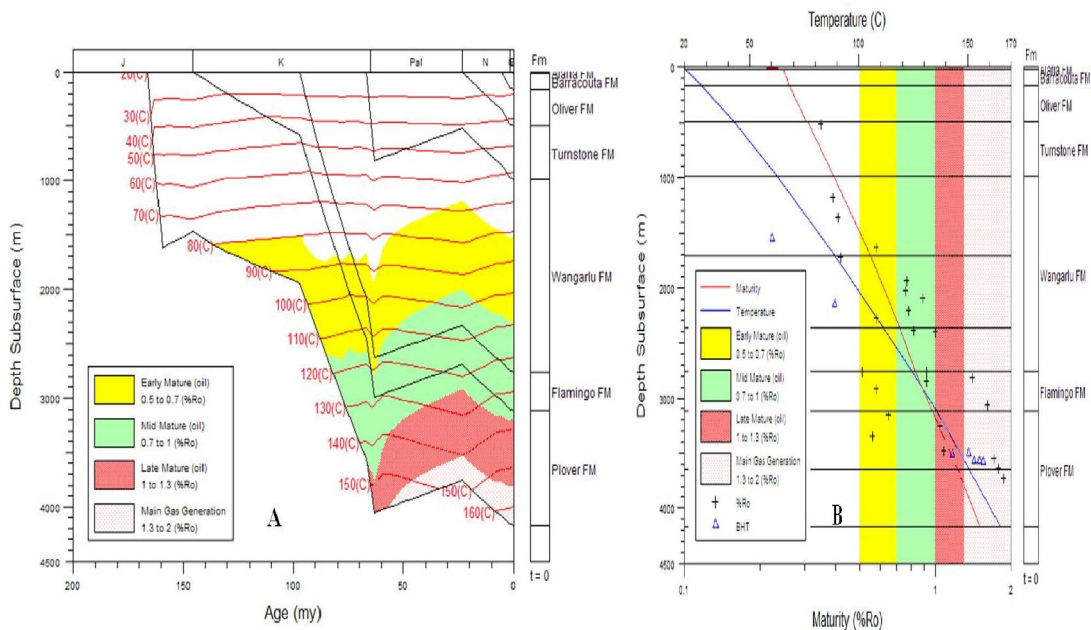 J K Pal N
Fm
20(C)
30(C)
40(C)
50(C)
60(C)
70(C)
80(C)
90(C)
100(C)
110(C)
120(C)
130(C)
140(C)
150(C)
150(C)
160(C)
0
1000
2000
3000
4000
4500
Depth Subsurface (m)
200 150 100 50 0
Age (my)
Barracouta FM
Oliver FM
Turnstone FM
Wangarlu FM
Flamingo FM
Plover FM
t = 0
Early Mature (oil)
0.5 to 0.7 (%Ro)
Mid Mature (oil)
0.7 to 1 (%Ro)
Late Mature (oil)
1 to 1.3 (%Ro)
Main Gas Generation
1.3 to 2 (%Ro)
A
Temperature (C)
20 60 100 150 170
Fm
0
1000
2000
3000
4000
4500
Depth Subsurface (m)
0.1 1 2
Maturity (%Ro)
Barracouta FM
Oliver FM
Turnstone FM
Wangarlu FM
Flamingo FM
Plover FM
t = 0
Maturity
Temperature
Early Mature (oil)
0.5 to 0.7 (%Ro)
Mid Mature (oil)
0.7 to 1 (%Ro)
Late Mature (oil)
1 to 1.3 (%Ro)
Main Gas Generation
1.3 to 2 (%Ro)
%Ro
BHT
B